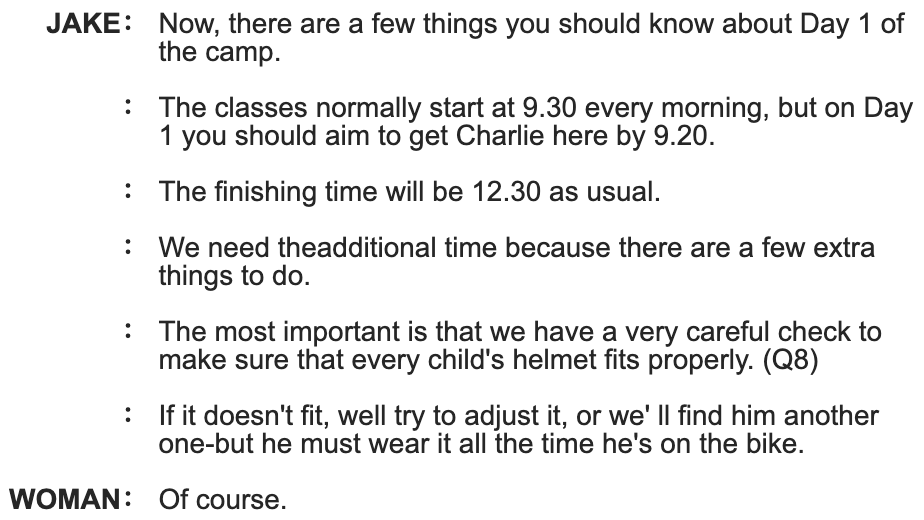 JAKE: Now, there are a few things you should know about Day 1 of
the camp.
: The classes normally start at 9.30 every morning, but on Day
1 you should aim to get Charlie here by 9.20.
: The finishing time will be 12.30 as usual.
: We need theadditional time because there are a few extra
things to do.
: The most important is that we have a very careful check to
make sure that every child's helmet fits properly. (Q8)
: If it doesn't fit, well try to adjust it, or we' ll find him another
one-but he must wear it all the time he's on the bike.
WOMAN: Of course.